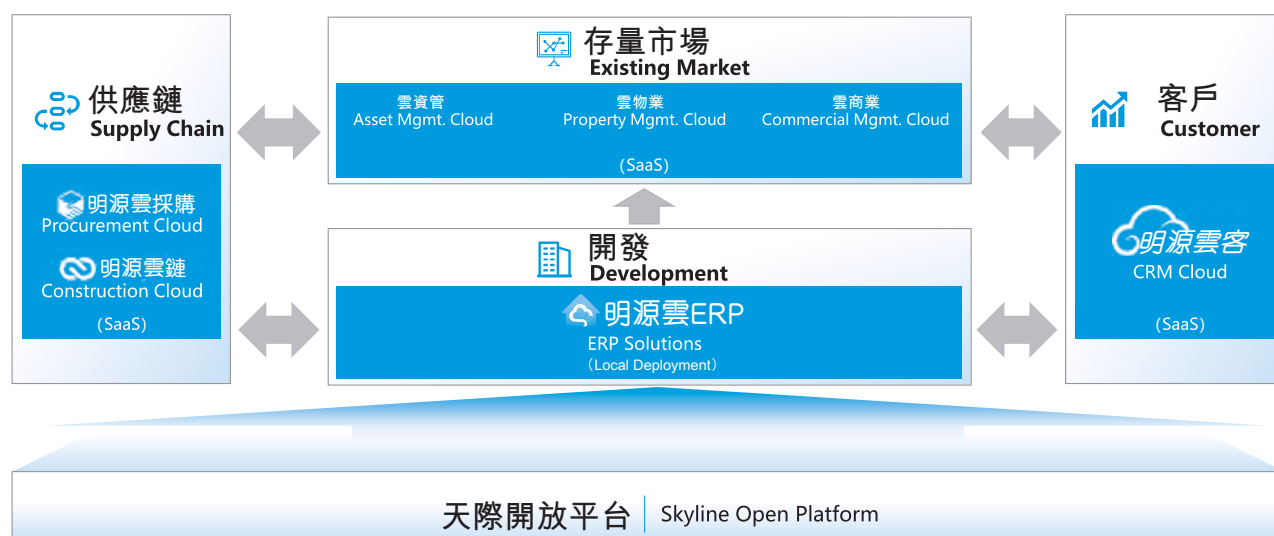 供應鏈
Supply Chain
明源雲採購
Procurement Cloud
明源雲鏈
Construction Cloud
(SaaS)
存量市場
Existing Market
雲資管
Asset Mgmt. Cloud
雲物業
Property Mgmt. Cloud
雲商業
Commercial Mgmt. Cloud
(SaaS)
開發
Development
明源雲ERP
ERP Solutions
(Local Deployment)
客戶
Customer
明源雲客
CRM Cloud
(SaaS)
天際開放平台 Skyline Open Platform